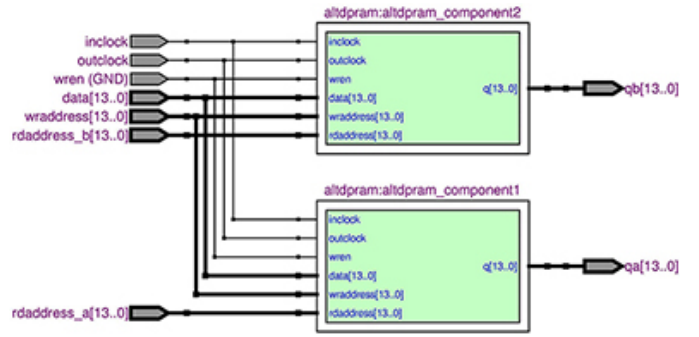 altdpram:altdpram_component2
inclock
outclock
wren (GND)
data[13..0]
wraddress[13..0]
rdaddress_b[13..0]
inclock
outclock
wren
data[13..0]
wraddress[13..0]
rdaddress[13..0]
q[13..0]
qb[13..0]
altdpram:altdpram_component1
inclock
outclock
wren
data[13..0]
wraddress[13..0]
rdaddress[13..0]
q[13..0]
qa[13..0]
rdaddress_a[13..0]